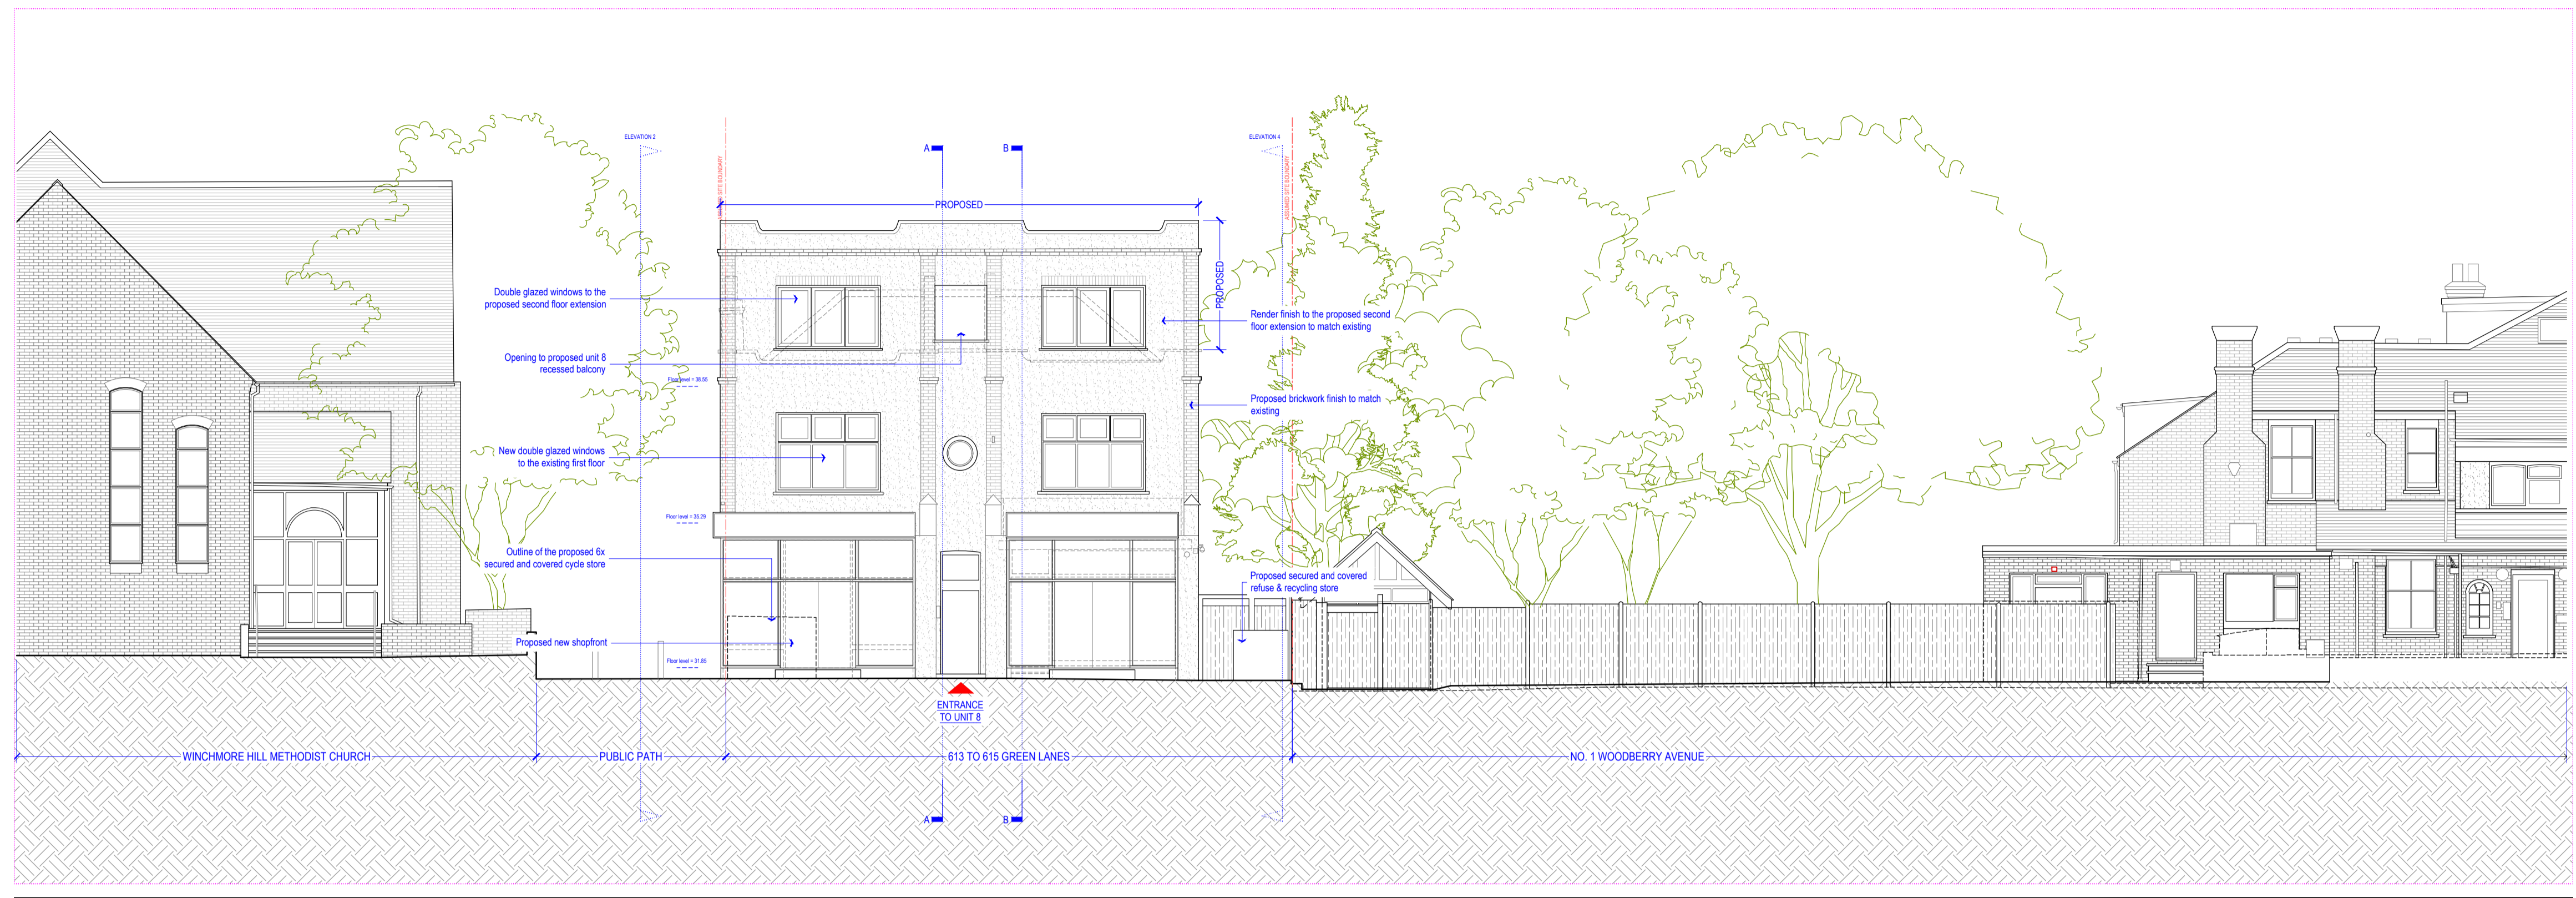 ELEVATION 2
ELEVATION 4
A
B
SITE BOUNDARY
ASSUMED SITE BOUNDARY
PROPOSED
PROPOSED
Double glazed windows to the
proposed second floor extension
Render finish to the proposed second
floor extension to match existing
Opening to proposed unit 8
recessed balcony
Floor level = 38.55
Proposed brickwork finish to match
existing
New double glazed windows
to the existing first floor
Floor level = 35.29
Outline of the proposed 6x
secured and covered cycle store
Proposed secured and covered
refuse & recycling store
Proposed new shopfront
Floor level = 31.85
ENTRANCE
TO UNIT 8
WINCHMORE HILL METHODIST CHURCH
PUBLIC PATH
613 TO 615 GREEN LANES
NO. 1 WOODBERRY AVENUE
A
B